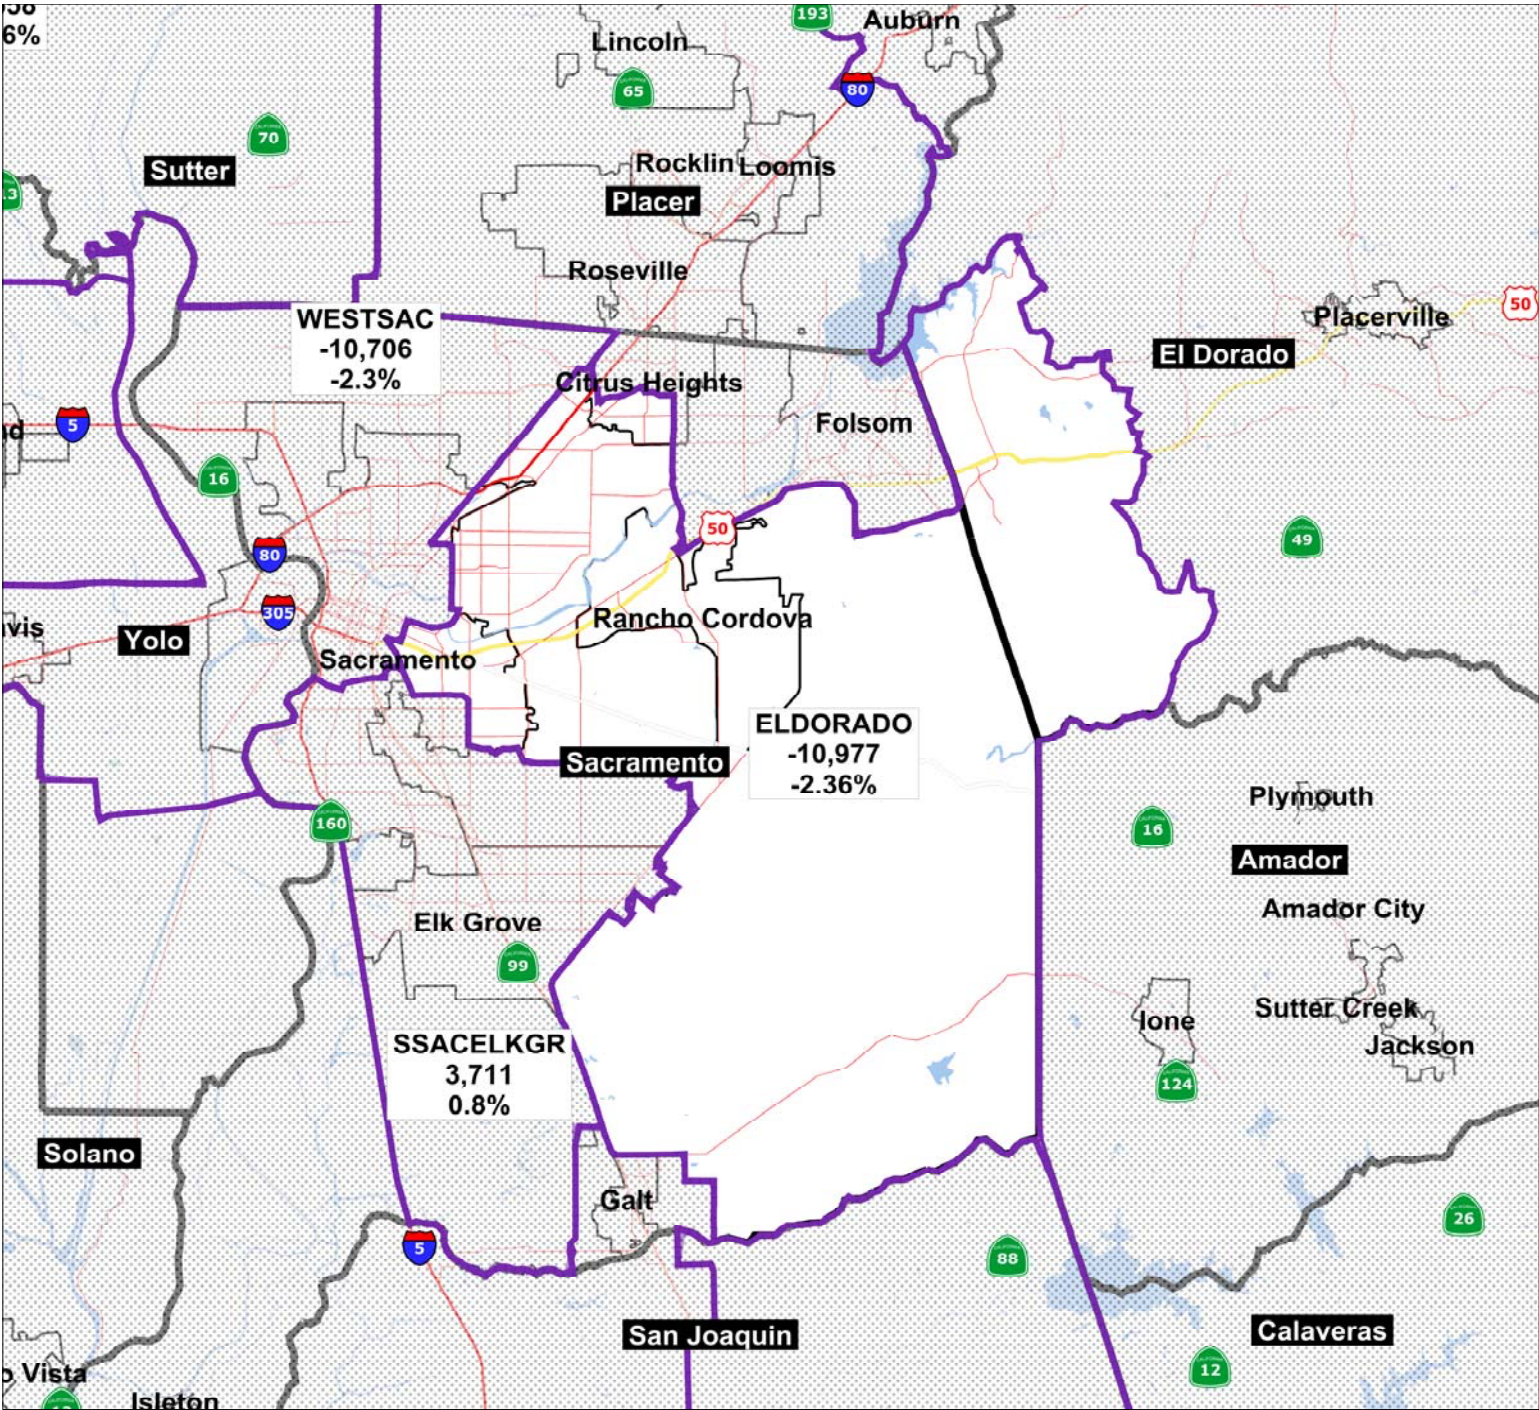 6%
193
Auburn
Lincoln
65
80
70
Sutter
Rocklin
Loomis
Placer
Roseville
50
Placerville
El Dorado
WESTSAC
-10,706
-2.3%
Citrus Heights
Folsom
5
16
50
49
80
305
Rancho Cordova
Yolo
Sacramento
ELDORADO
-10,977
-2.36%
Sacramento
Plymouth
160
16
Amador
Amador City
Elk Grove
99
Sutter Creek
Ione
Jackson
SSACELKGR
3,711
0.8%
124
Solano
Galt
26
5
88
San Joaquin
Calaveras
12
Vista
Isleton